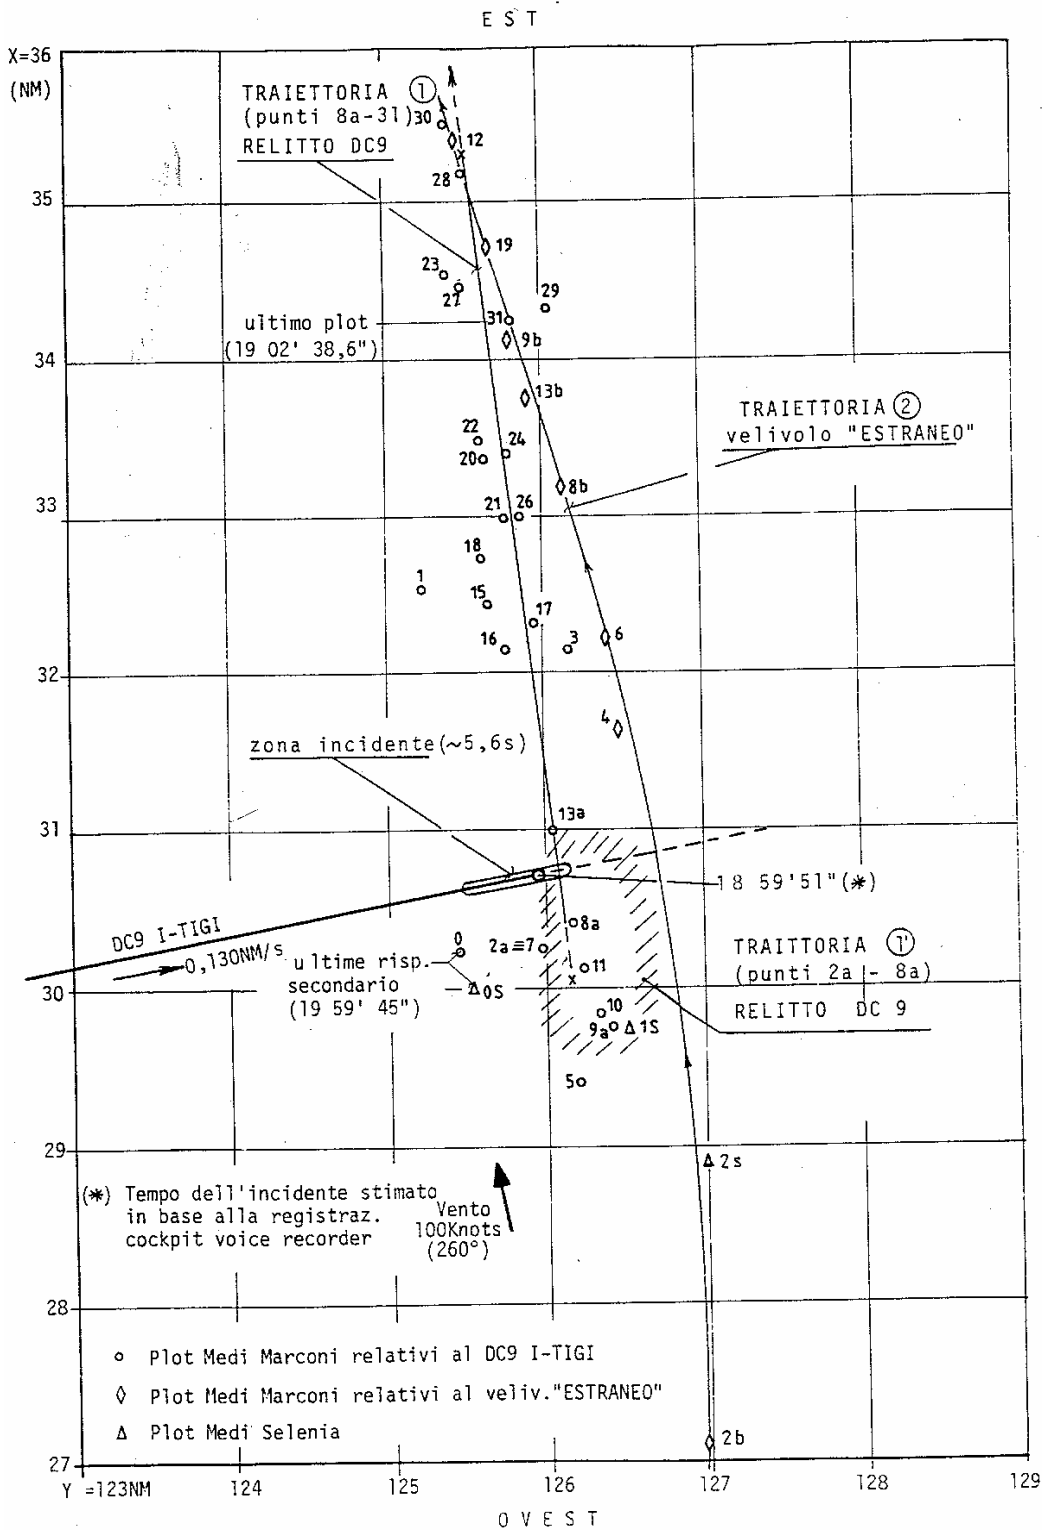 EST
X=36
(NM)
TRAIETTORIA 1
(punti 8a-31)
RELITTO DC9
30
12
28
35
19
23
27
29
ultimo plot
(19 02' 38,6")
31
9b
34
13b
TRAIETTORIA 2
velivolo "ESTRANEO"
22
24
20
8b
33
21
26
18
1
15
17
16
3
6
32
4
zona incidente (~5,6s)
13a
31
18 59'51"(*)
DC9 I-TIGI
0,130NM/s
8a
2a≡7
ultime risp.
secondario
(19 59' 45")
0S
11
TRAITTORIA 1'
(punti 2a - 8a)
RELITTO DC 9
30
10
9a
1S
5
29
2s
(*) Tempo dell'incidente stimato
in base alla registraz.
cockpit voice recorder
Vento
100Knots
(260°)
28
o Plot Medi Marconi relativi al DC9 I-TIGI
◊ Plot Medi Marconi relativi al veliv."ESTRANEO"
Δ Plot Medi Selenia
2b
27
Y =123NM
124
125
126
127
128
129
OVEST